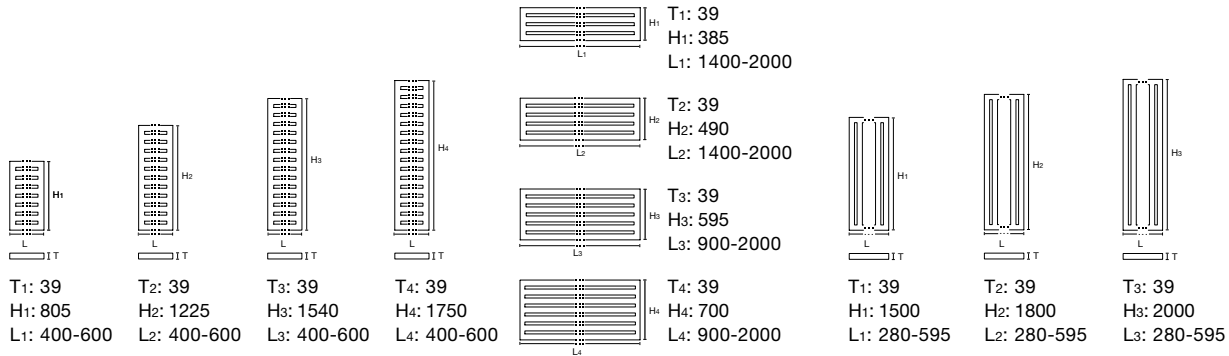 H1
L
T
T1: 39
H1: 805
L1: 400-600
H2
L
T
T2: 39
H2: 1225
L2: 400-600
H3
L
T
T3: 39
H3: 1540
L3: 400-600
H4
L
T
T4: 39
H4: 1750
L4: 400-600
H1
L1
T1: 39
H1: 385
L1: 1400-2000
H2
L2
T2: 39
H2: 490
L2: 1400-2000
H3
L3
T3: 39
H3: 595
L3: 900-2000
H4
L4
T4: 39
H4: 700
L4: 900-2000
H1
L
T
T1: 39
H1: 1500
L1: 280-595
H2
L
T
T2: 39
H2: 1800
L2: 280-595
H3
L
T
T3: 39
H3: 2000
L3: 280-595